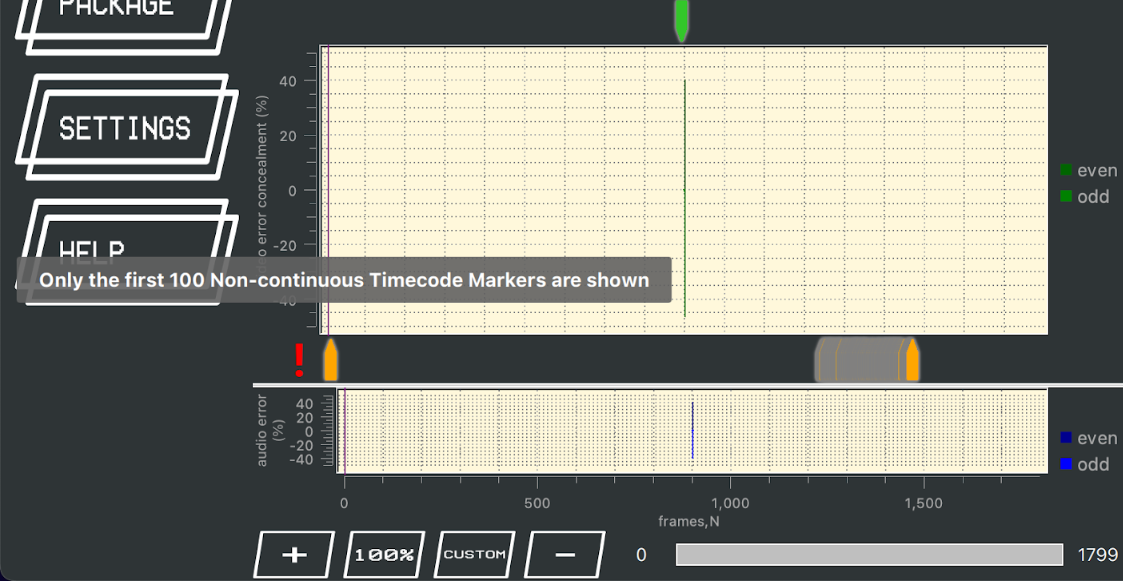 PACKAGE
SETTINGS
HELP
Only the first 100 Non-continuous Timecode Markers are shown
error concealment (%)
40
20
0
-20
-40
even
odd
!
audio error
(%)
40
20
0
-20
-40
even
odd
0
500
1,000
1,500
frames,N
+
100%
CUSTOM
−
0
1799